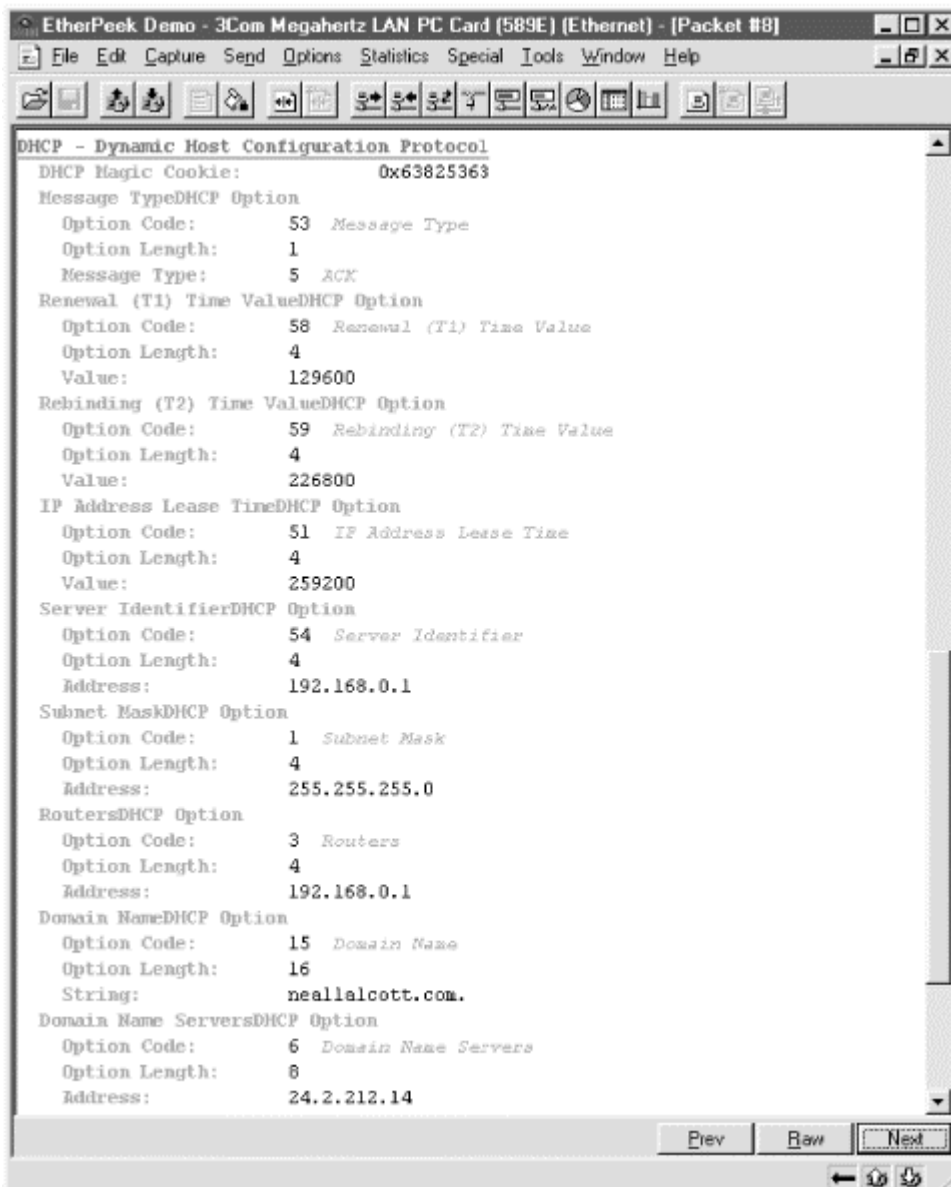 EtherPeek Demo - 3Com Megahertz LAN PC Card (589E) (Ethernet) - [Packet #8]
File Edit Capture Send Options Statistics Special Tools Window Help
DHCP - Dynamic Host Configuration Protocol
DHCP Magic Cookie: 0x63825363
Message TypeDHCP Option
Option Code: 53 Message Type
Option Length: 1
Message Type: 5 ACK
Renewal (T1) Time ValueDHCP Option
Option Code: 58 Renewal (T1) Time Value
Option Length: 4
Value: 129600
Rebinding (T2) Time ValueDHCP Option
Option Code: 59 Rebinding (T2) Time Value
Option Length: 4
Value: 226800
IP Address Lease TimeDHCP Option
Option Code: 51 IP Address Lease Time
Option Length: 4
Value: 259200
Server IdentifierDHCP Option
Option Code: 54 Server Identifier
Option Length: 4
Address: 192.168.0.1
Subnet MaskDHCP Option
Option Code: 1 Subnet Mask
Option Length: 4
Address: 255.255.255.0
RoutersDHCP Option
Option Code: 3 Routers
Option Length: 4
Address: 192.168.0.1
Domain NameDHCP Option
Option Code: 15 Domain Name
Option Length: 16
String: neallalcott.com.
Domain Name ServersDHCP Option
Option Code: 6 Domain Name Servers
Option Length: 8
Address: 24.2.212.14
Prev Raw Next